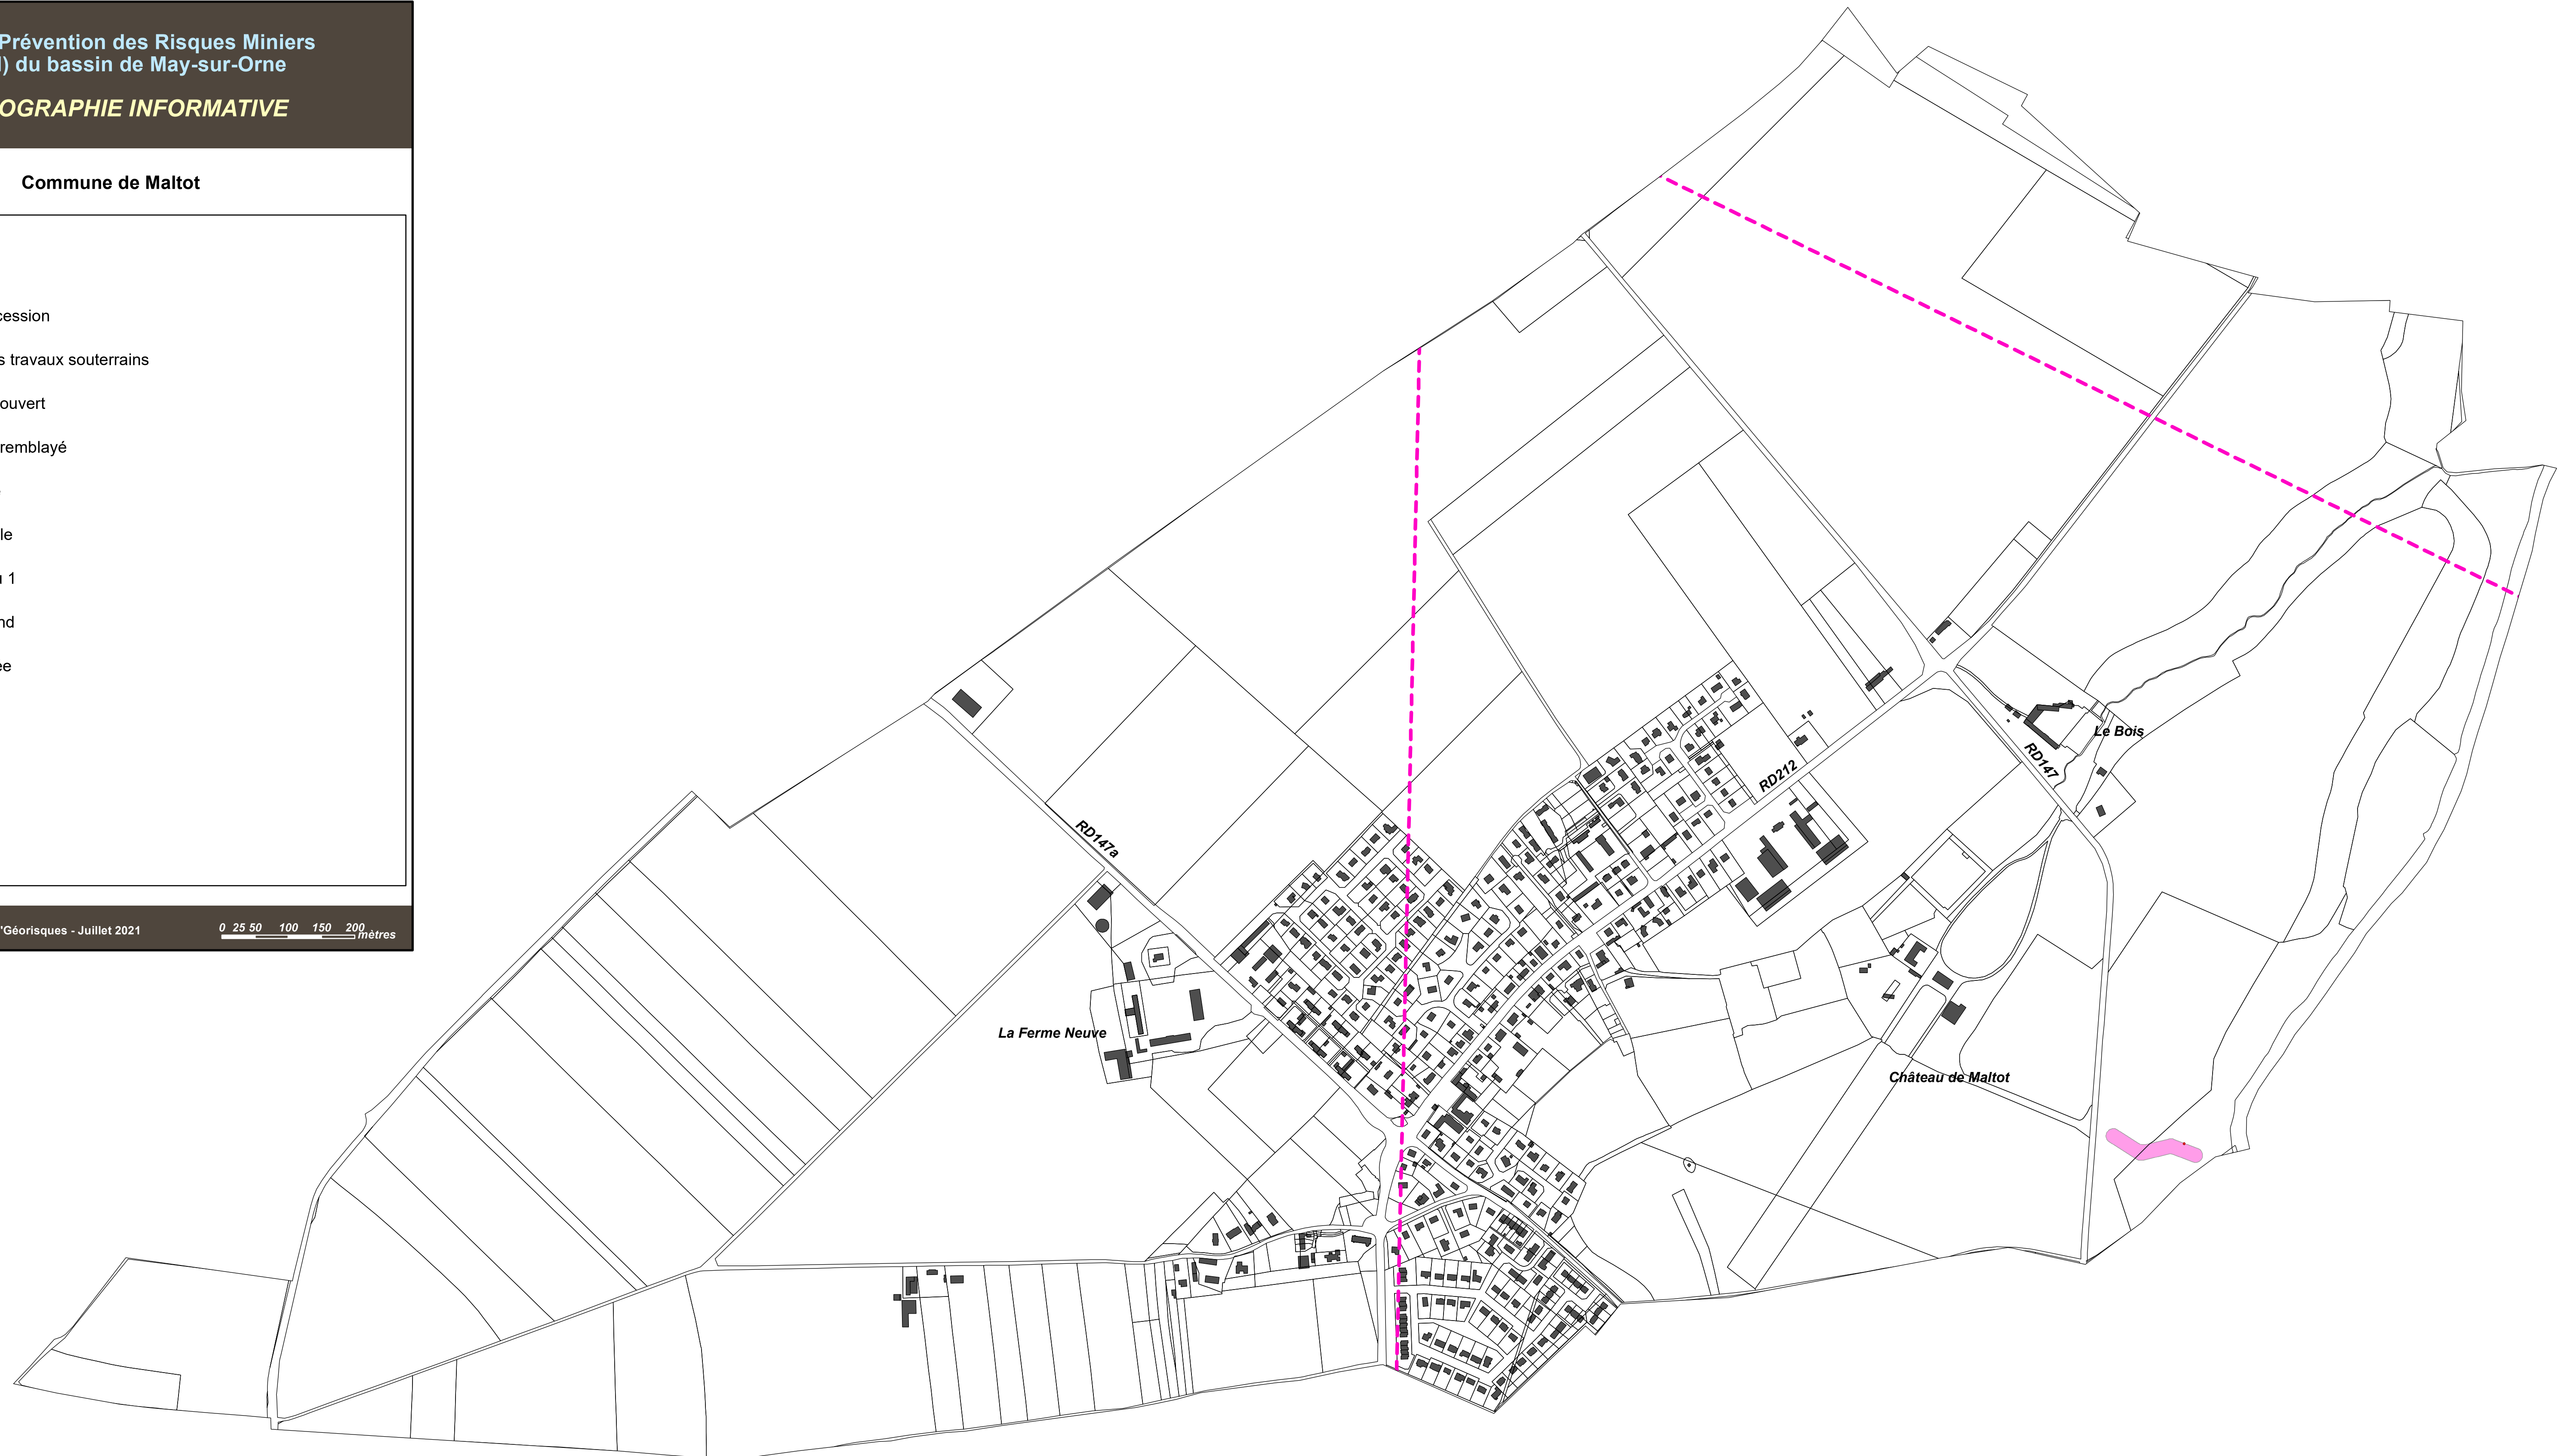 Prévention des Risques Miniers
) du bassin de May-sur-Orne
OGRAPHIE INFORMATIVE
Commune de Maltot
cession
s travaux souterrains
ouvert
remblayé
le
1
nd
ee
'Géorisques - Juillet 2021
0 25 50 100 150 200
mètres
RD147a
RD212
RD147
Le Bois
La Ferme Neuve
Château de Maltot